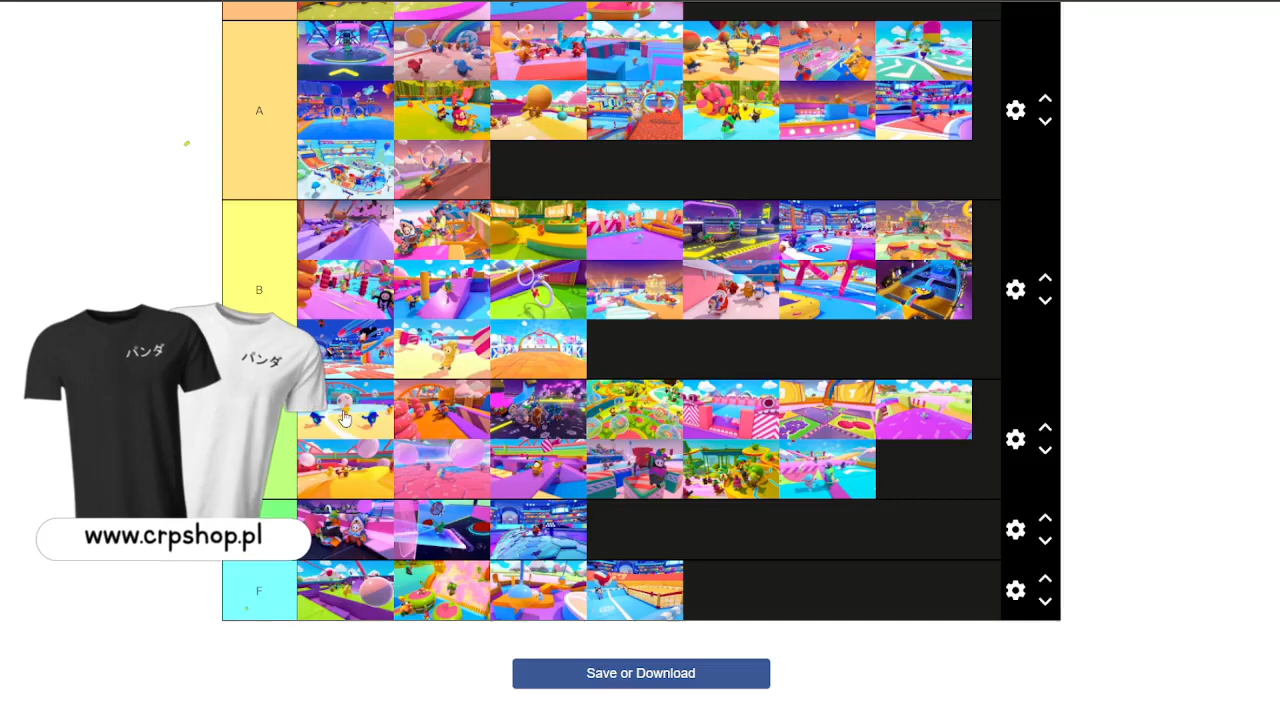 A
B
パンダ
パンダ
www.crpshop.pl
F
Save or Download